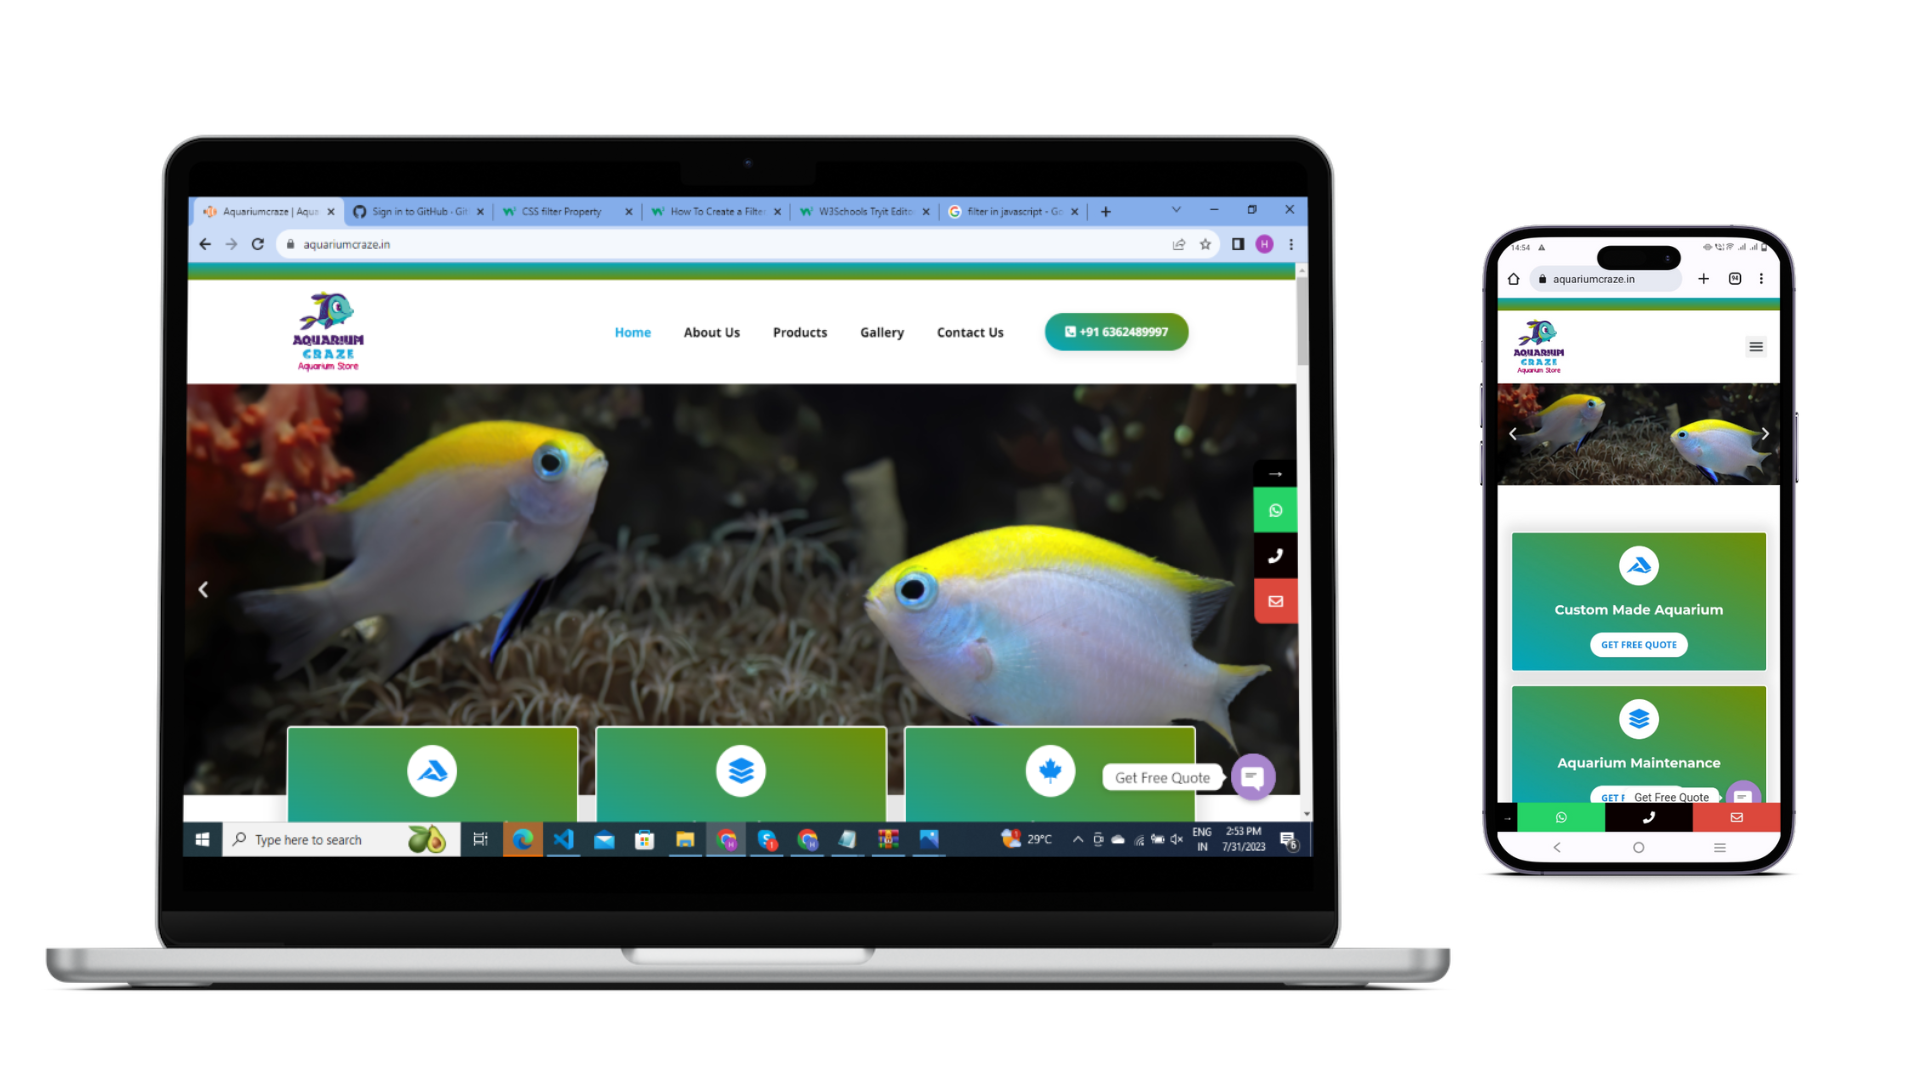 Aquariumcraze | Aqua
Sign in to GitHub · Git
CSS filter Property
How To Create a Filter
W3Schools Tryit Edito
filter in javascript - Go
aquariumcraze.in
H
AQUARIUM
CRAZE
Aquarium Store
Home
About Us
Products
Gallery
Contact Us
+91 6362489997
Get Free Quote
Type here to search
29°C
ENG
IN
2:53 PM
7/31/2023
6
14:54
aquariumcraze.in
94
AQUARIUM
CRAZE
Aquarium Store
Custom Made Aquarium
GET FREE QUOTE
Aquarium Maintenance
GET F
Get Free Quote